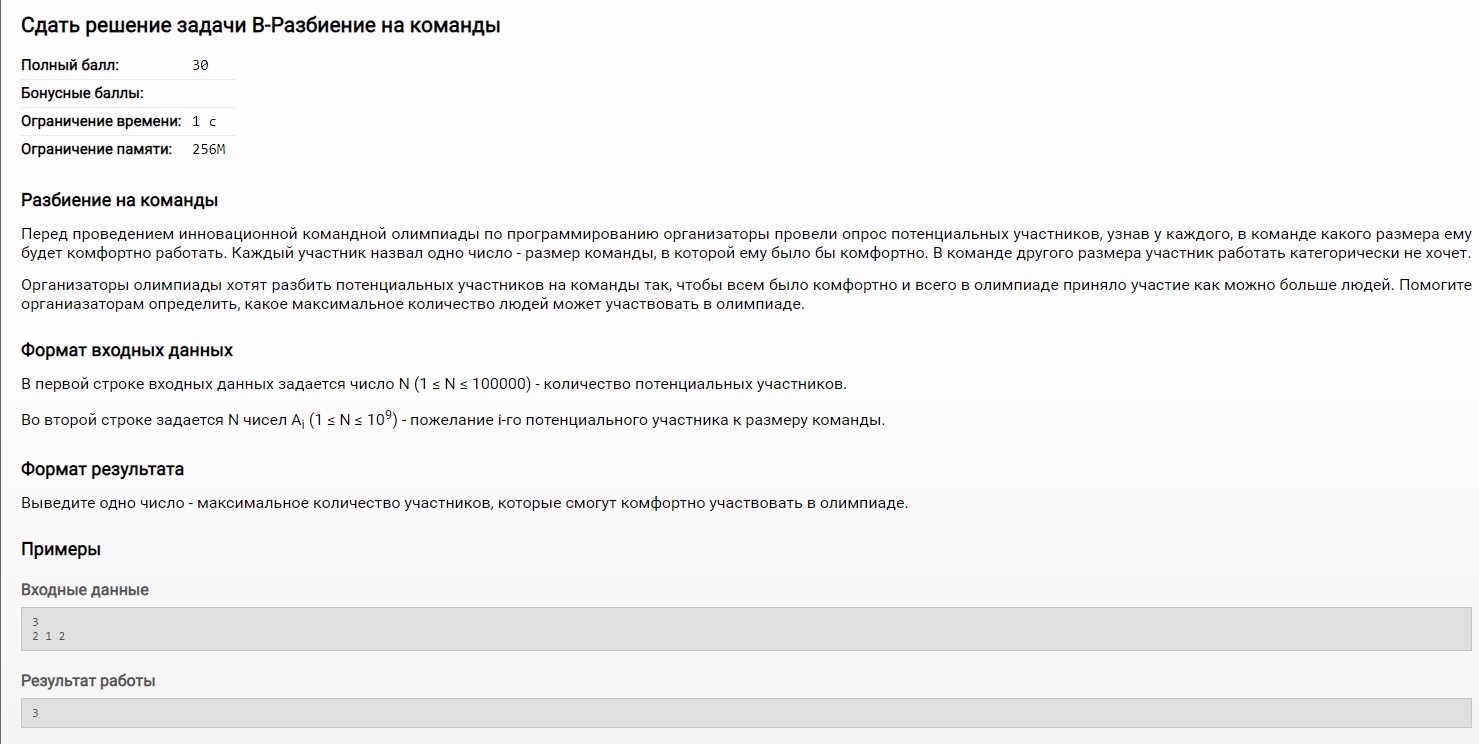 Сдать решение задачи B-Разбиение на команды
Полный балл: 30
Бонусные баллы:
Ограничение времени: 1 с
Ограничение памяти: 256M
Разбиение на команды
Перед проведением инновационной командной олимпиады по программированию организаторы провели опрос потенциальных участников, узнав у каждого, в команде какого размера ему
будет комфортно работать. Каждый участник назвал одно число - размер команды, в которой ему было бы комфортно. В команде другого размера участник работать категорически не хочет.
Организаторы олимпиады хотят разбить потенциальных участников на команды так, чтобы всем было комфортно и всего в олимпиаде приняло участие как можно больше людей. Помогите
органиазаторам определить, какое максимальное количество людей может участвовать в олимпиаде.
Формат входных данных
В первой строке входных данных задается число N (1 ≤ N ≤ 100000) - количество потенциальных участников.
Во второй строке задается N чисел Ai (1 ≤ N ≤ 10⁹) - пожелание i-го потенциального участника к размеру команды.
Формат результата
Выведите одно число - максимальное количество участников, которые смогут комфортно участвовать в олимпиаде.
Примеры
Входные данные
3
2 1 2
Результат работы
3